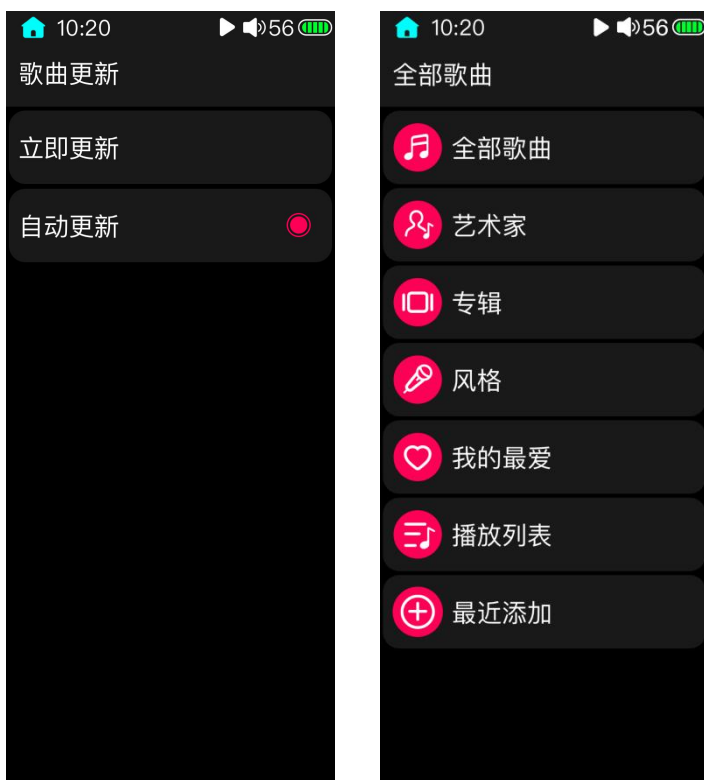 10:20 56
歌曲更新
立即更新
自动更新
10:20 56
全部歌曲
全部歌曲
艺术家
专辑
风格
我的最爱
播放列表
最近添加